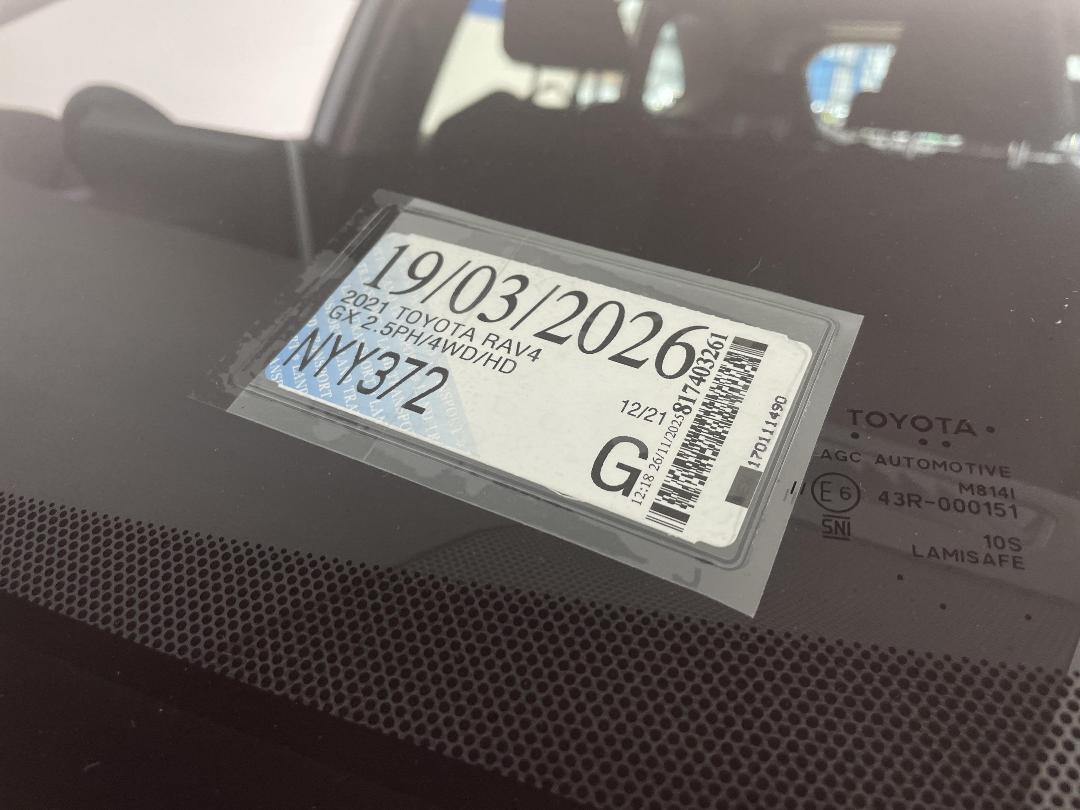 19/03/2026
2021 TOYOTA RAV4
GX 2.5PH/4WD/HD
NYY372
12/21
G
12:18 26/11/2025
817403261
170111490
TOYOTA
AGC AUTOMOTIVE
M814I
E6 43R-000151
SNI
10S
LAMISAFE